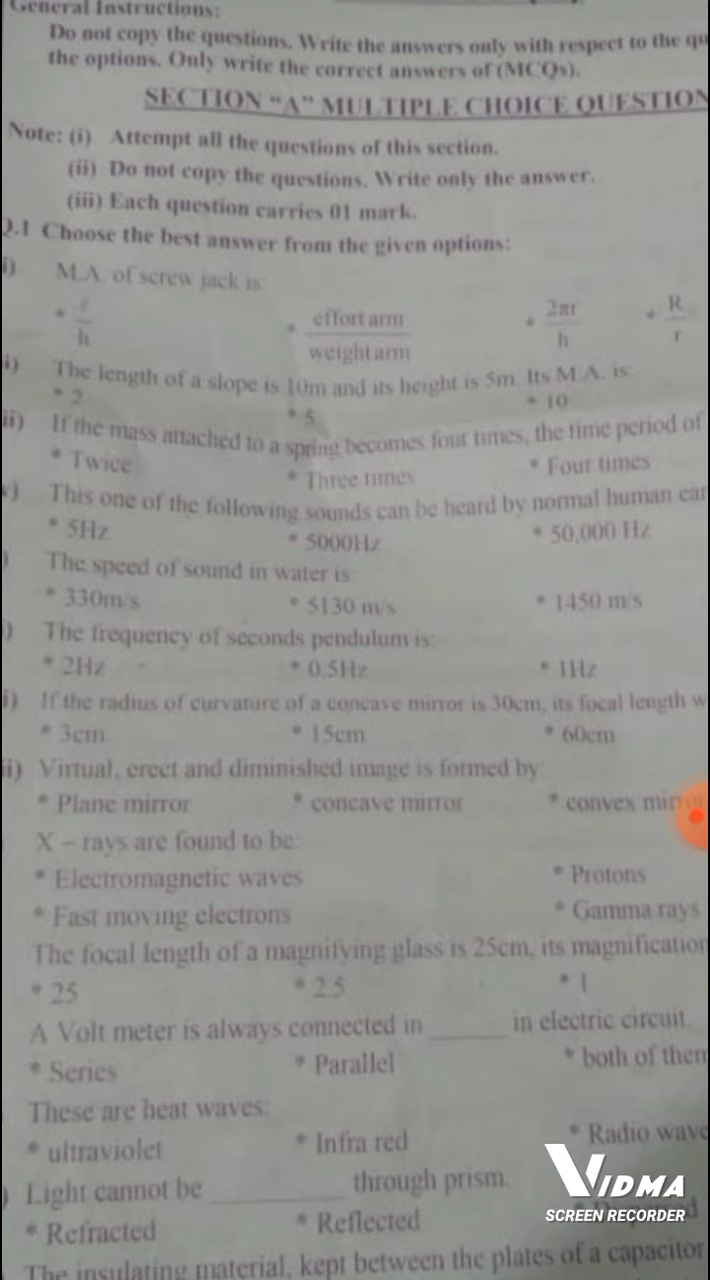 General Instructions:
Do not copy the questions. Write the answers only with respect to the qu
the options. Only write the correct answers of (MCQs).
SECTION “A” MULTIPLE CHOICE QUESTION
Note: (i) Attempt all the questions of this section.
(ii) Do not copy the questions. Write only the answer.
(iii) Each question carries 01 mark.
Q.1 Choose the best answer from the given options:
i) M.A. of screw jack is:
* ℓ/h * effort arm/weight arm * 2πr/h * R/r
i) The length of a slope is 10m and its height is 5m. Its M.A. is:
* 2 * 5 * 10
ii) If the mass attached to a spring becomes four times, the time period of
* Twice * Three times * Four times
v) This one of the following sounds can be heard by normal human ear
* 5Hz * 5000Hz * 50,000 Hz
) The speed of sound in water is
* 330m/s * 5130 m/s * 1450 m/s
i) The frequency of seconds pendulum is:
* 2Hz * 0.5Hz * 1Hz
i) If the radius of curvature of a concave mirror is 30cm, its focal length w
* 3cm * 15cm * 60cm
ii) Virtual, erect and diminished image is formed by:
* Plane mirror * concave mirror * convex mirror
X – rays are found to be:
* Electromagnetic waves * Protons
* Fast moving electrons * Gamma rays
The focal length of a magnifying glass is 25cm, its magnification
* 25 * 2.5 * 1
A Volt meter is always connected in ______ in electric circuit.
* Series * Parallel * both of them
These are heat waves:
* ultraviolet * Infra red * Radio wave
) Light cannot be __________ through prism.
* Refracted * Reflected
The insulating material, kept between the plates of a capacitor
VIDMA
SCREEN RECORDER